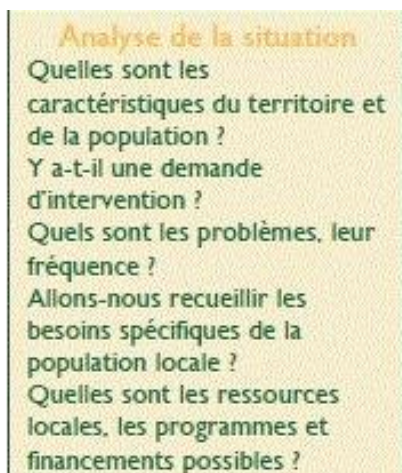 Analyse de la situation
Quelles sont les
caractéristiques du territoire et
de la population ?
Y a-t-il une demande
d'intervention ?
Quels sont les problèmes, leur
fréquence ?
Allons-nous recueillir les
besoins spécifiques de la
population locale ?
Quelles sont les ressources
locales, les programmes et
financements possibles ?